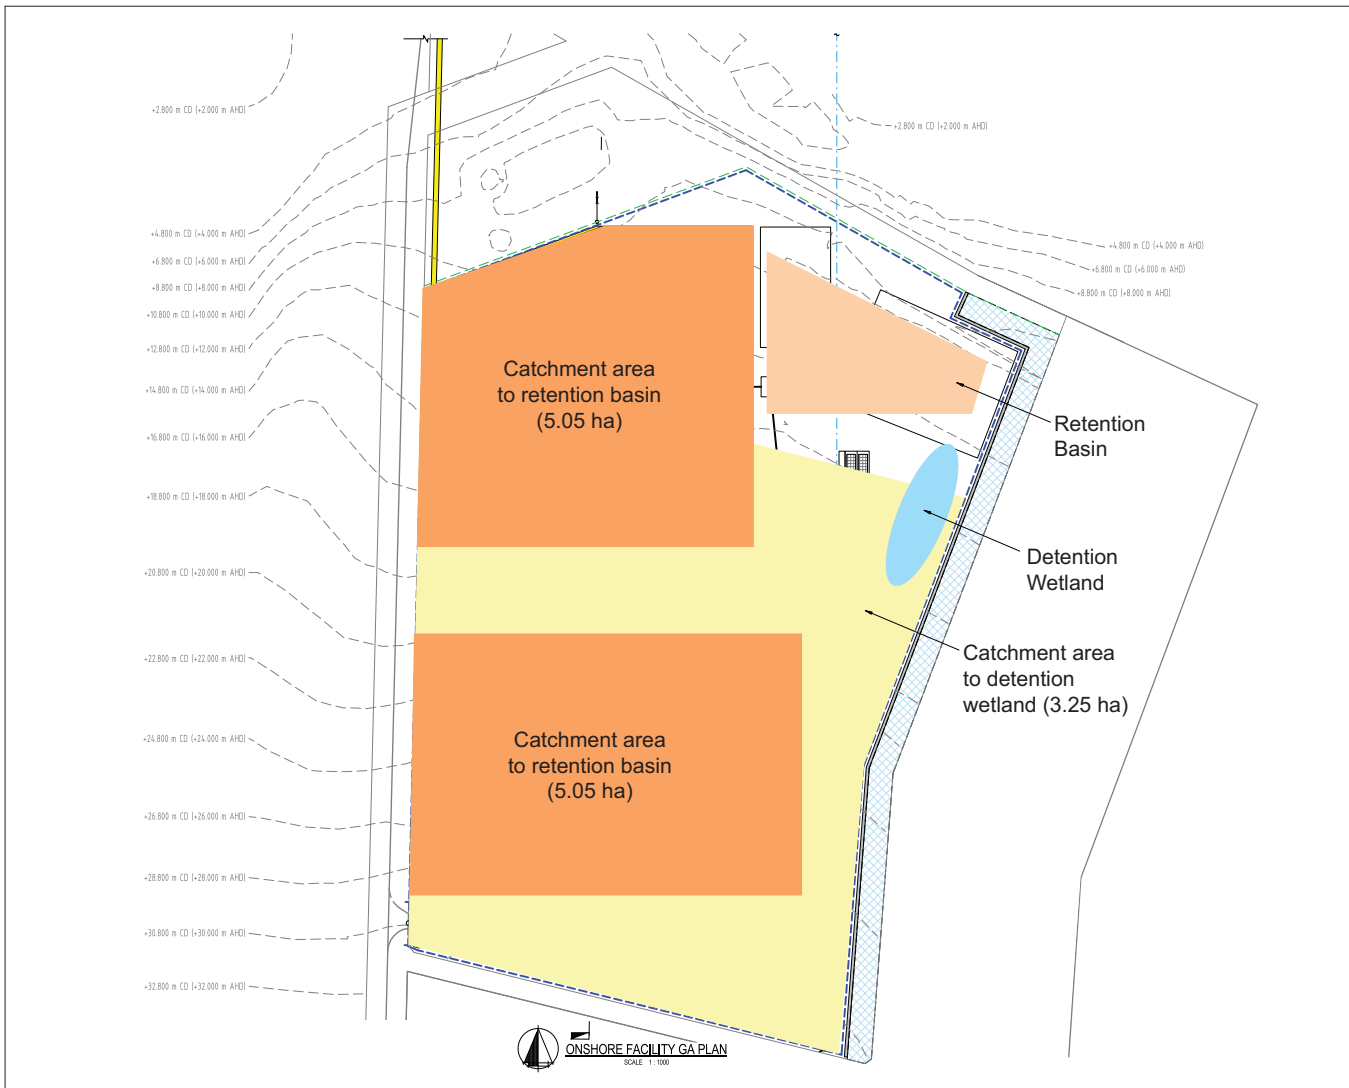 +2.800 m CD (+2.000 m AHD)
+2.800 m CD (+2.000 m AHD)
+4.800 m CD (+4.000 m AHD)
+6.800 m CD (+6.000 m AHD)
+8.800 m CD (+8.000 m AHD)
+10.800 m CD (+10.000 m AHD)
+12.800 m CD (+12.000 m AHD)
+14.800 m CD (+14.000 m AHD)
+16.800 m CD (+16.000 m AHD)
+18.800 m CD (+18.000 m AHD)
+20.800 m CD (+20.000 m AHD)
+22.800 m CD (+22.000 m AHD)
+24.800 m CD (+24.000 m AHD)
+26.800 m CD (+26.000 m AHD)
+28.800 m CD (+28.000 m AHD)
+30.800 m CD (+30.000 m AHD)
+32.800 m CD (+32.000 m AHD)
+4.800 m CD (+4.000 m AHD)
+6.800 m CD (+6.000 m AHD)
+8.800 m CD (+8.000 m AHD)
Catchment area
to retention basin
(5.05 ha)
Retention
Basin
Detention
Wetland
Catchment area
to detention
wetland (3.25 ha)
Catchment area
to retention basin
(5.05 ha)
ONSHORE FACILITY GA PLAN
SCALE 1 : 1000